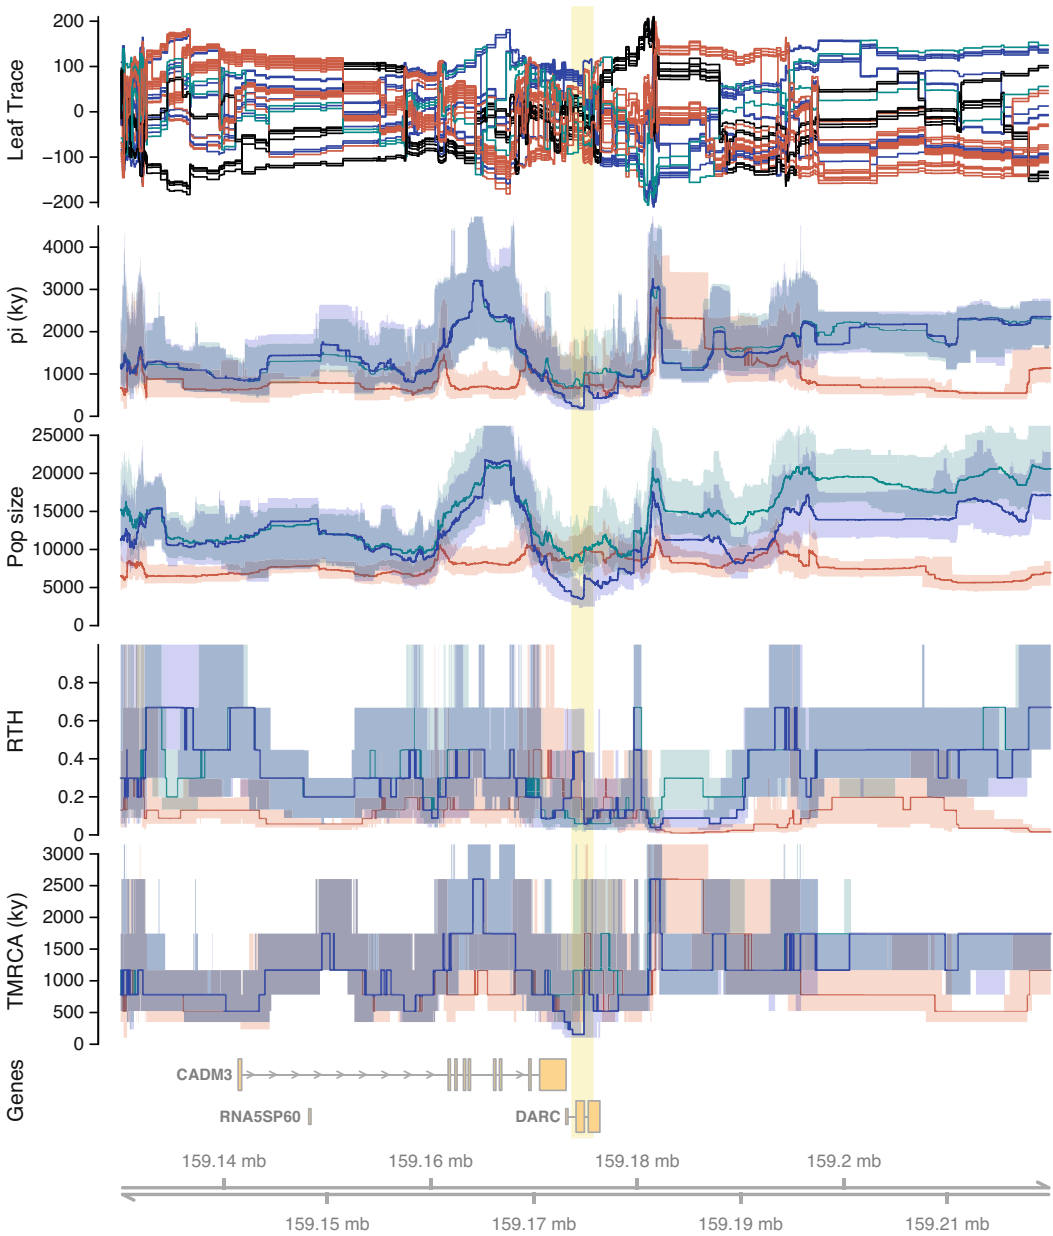 Leaf Trace
200
100
0
−100
−200
pi (ky)
4000
3000
2000
1000
0
Pop size
25000
20000
15000
10000
5000
0
RTH
0.8
0.6
0.4
0.2
0
TMRCA (ky)
3000
2500
2000
1500
1000
500
0
Genes
CADM3
RNA5SP60
DARC
159.14 mb
159.16 mb
159.18 mb
159.2 mb
159.15 mb
159.17 mb
159.19 mb
159.21 mb